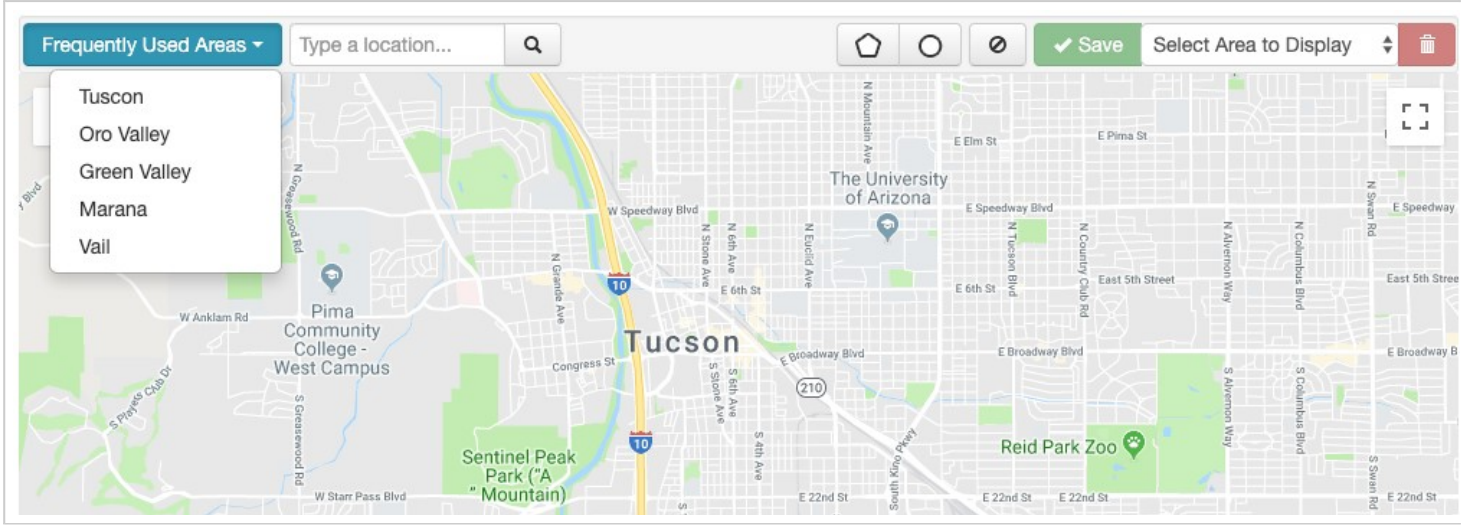 Frequently Used Areas
Type a location...
Save
Select Area to Display
Tuscon
Oro Valley
Green Valley
Marana
Vail
N Mountain Ave
E Elm St
E Pima St
N Greasewood Rd
The University
of Arizona
W Speedway Blvd
E Speedway Blvd
E Speedway
N Swan Rd
N Stone Ave
N 6th Ave
N Euclid Ave
N Tucson Blvd
N Country Club Rd
N Alvernon Way
N Columbus Blvd
N Grande Ave
10
E 6th St
E 6th St
East 5th Street
East 5th Stree
W Anklam Rd
Pima
Community
College -
West Campus
Tucson
Congress St
E Broadway Blvd
E Broadway Blvd
E Broadway B
210
S Players Club Dr
S Greasewood Rd
S Stone Ave
S 6th Ave
S 4th Ave
S Alvernon Way
S Columbus Blvd
10
Sentinel Peak
Park ("A
" Mountain)
Reid Park Zoo
South Kino Pkwy
S Swan Rd
W Starr Pass Blvd
E 22nd St
E 22nd St
E 22nd St
E 22nd St